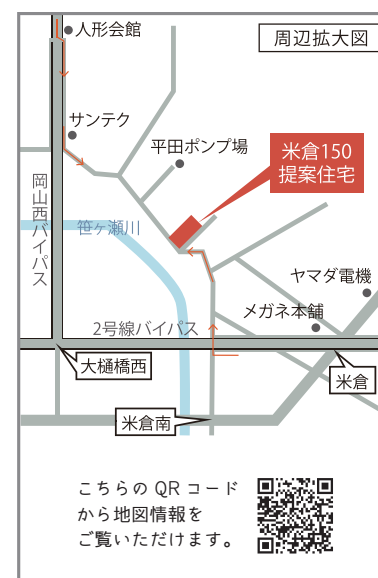 人形会館
周辺拡大図
サンテク
平田ポンプ場
米倉150
提案住宅
岡山西バイパス
笹ヶ瀬川
ヤマダ電機
メガネ本舗
2号線バイパス
大樋橋西
米倉
米倉南
こちらの QR コード
から地図情報を
ご覧いただけます。